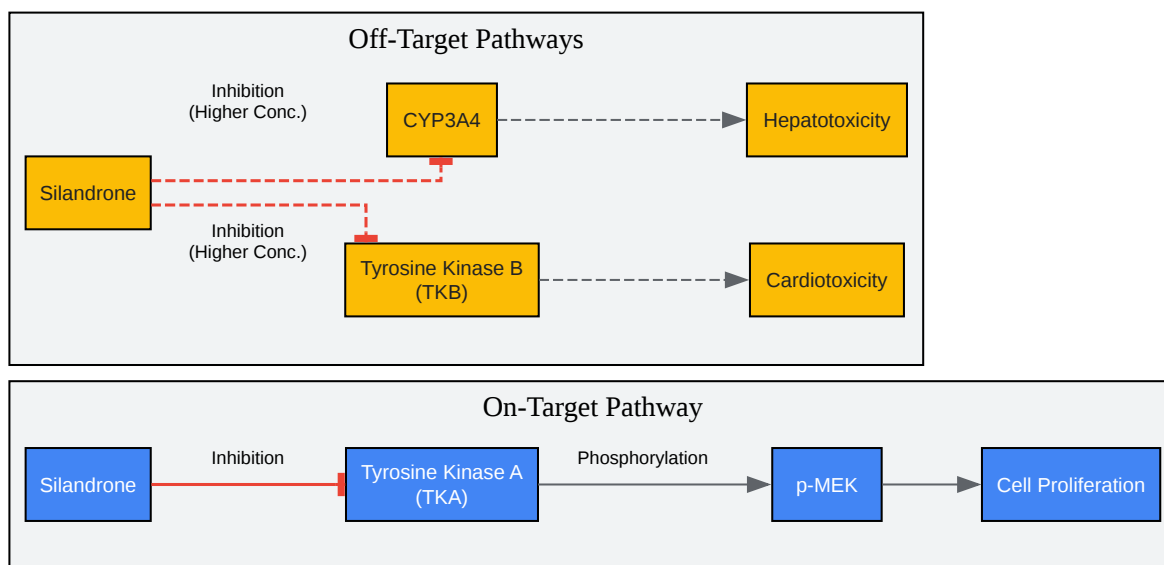 Off-Target Pathways
Inhibition
(Higher Conc.)
CYP3A4
Hepatotoxicity
Silandrone
Inhibition
(Higher Conc.)
Tyrosine Kinase B
(TKB)
Cardiotoxicity
On-Target Pathway
Silandrone
Inhibition
Tyrosine Kinase A
(TKA)
Phosphorylation
p-MEK
Cell Proliferation